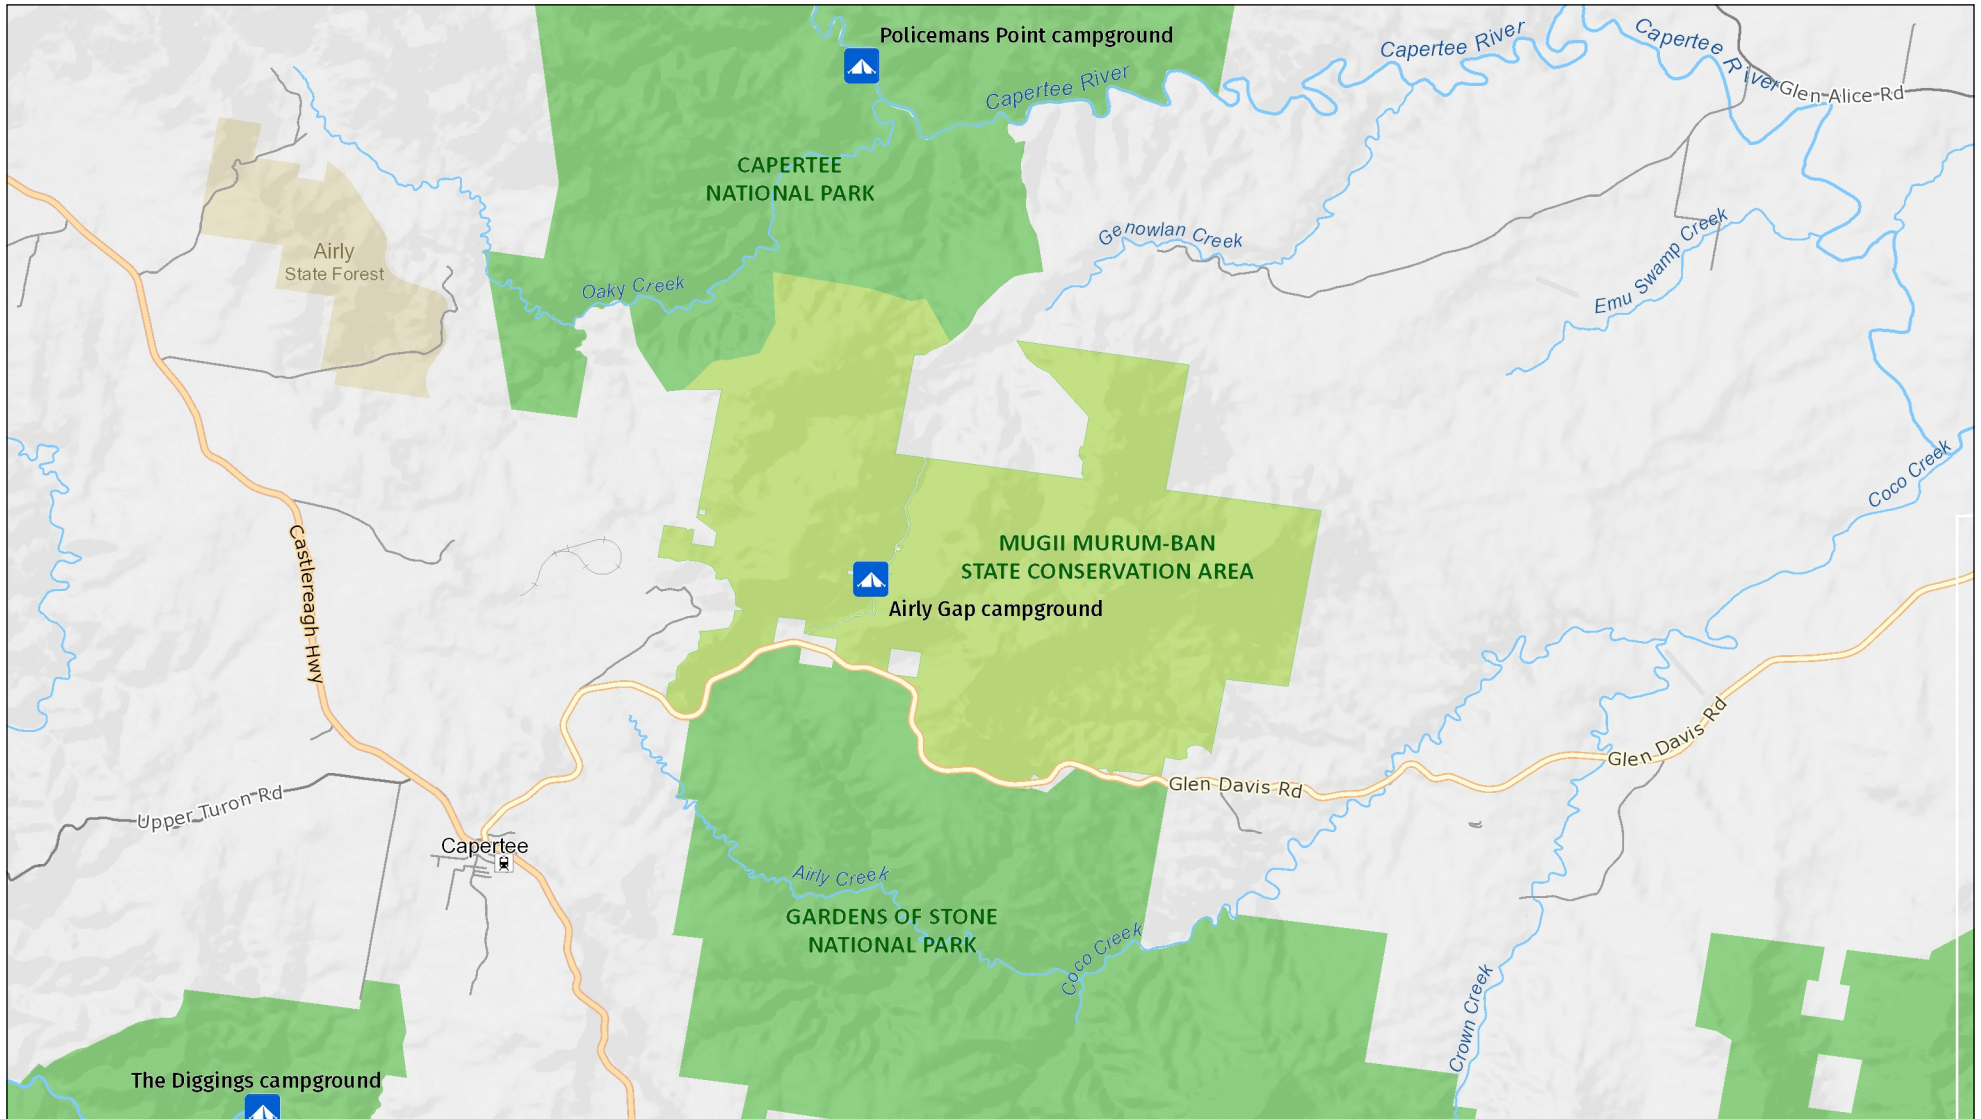 Policemans Point campground
Capertee River
Capertee River
Capertee
River
Glen Alice Rd
CAPERTEE
NATIONAL PARK
Airly
State Forest
Oaky Creek
Genowlan Creek
Emu Swamp Creek
Coco Creek
Castlereagh Hwy
MUGII MURUM-BAN
STATE CONSERVATION AREA
Airly Gap campground
Glen Davis Rd
Glen Davis Rd
Upper Turon Rd
Capertee
Airly Creek
GARDENS OF STONE
NATIONAL PARK
Coco Creek
Crown Creek
The Diggings campground